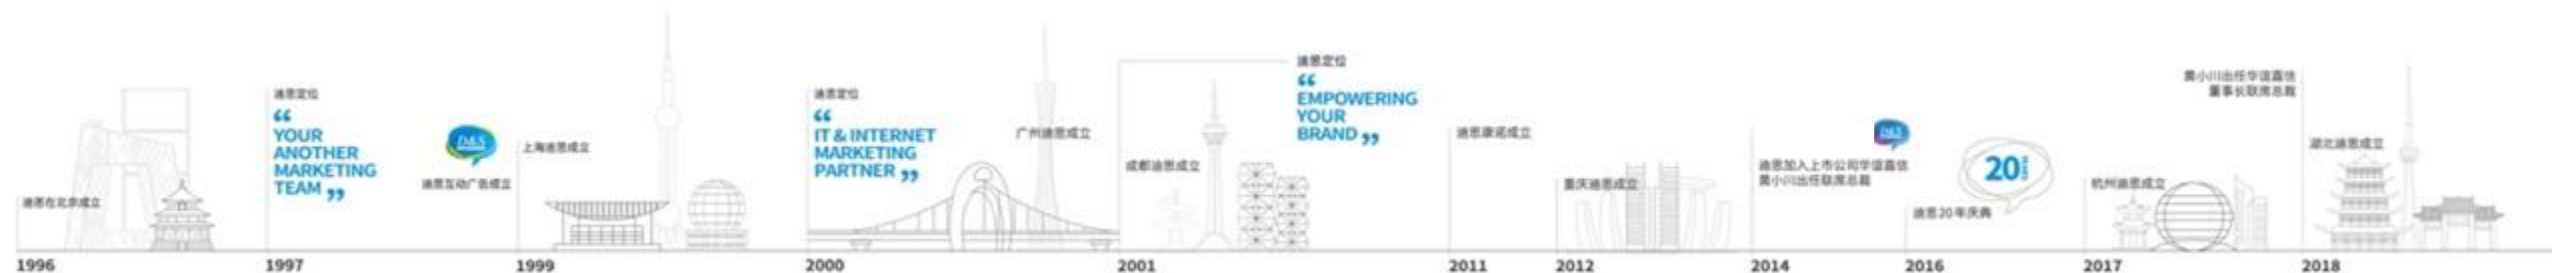 迪思在北京成立
1996
迪思定位
“
YOUR
ANOTHER
MARKETING
TEAM ”
1997
D&S
迪思互动广告成立
上海迪思成立
1999
迪思定位
“
IT & INTERNET
MARKETING
PARTNER ”
2000
广州迪思成立
成都迪思成立
迪思定位
“
EMPOWERING
YOUR
BRAND ”
2001
迪思康诺成立
2011
重庆迪思成立
2012
迪思加入上市公司华谊嘉信
黄小川出任联席总裁
2014
D&S
20
迪思20年庆典
2016
杭州迪思成立
2017
黄小川出任华谊嘉信
董事长联席总裁
湖北迪思成立
2018